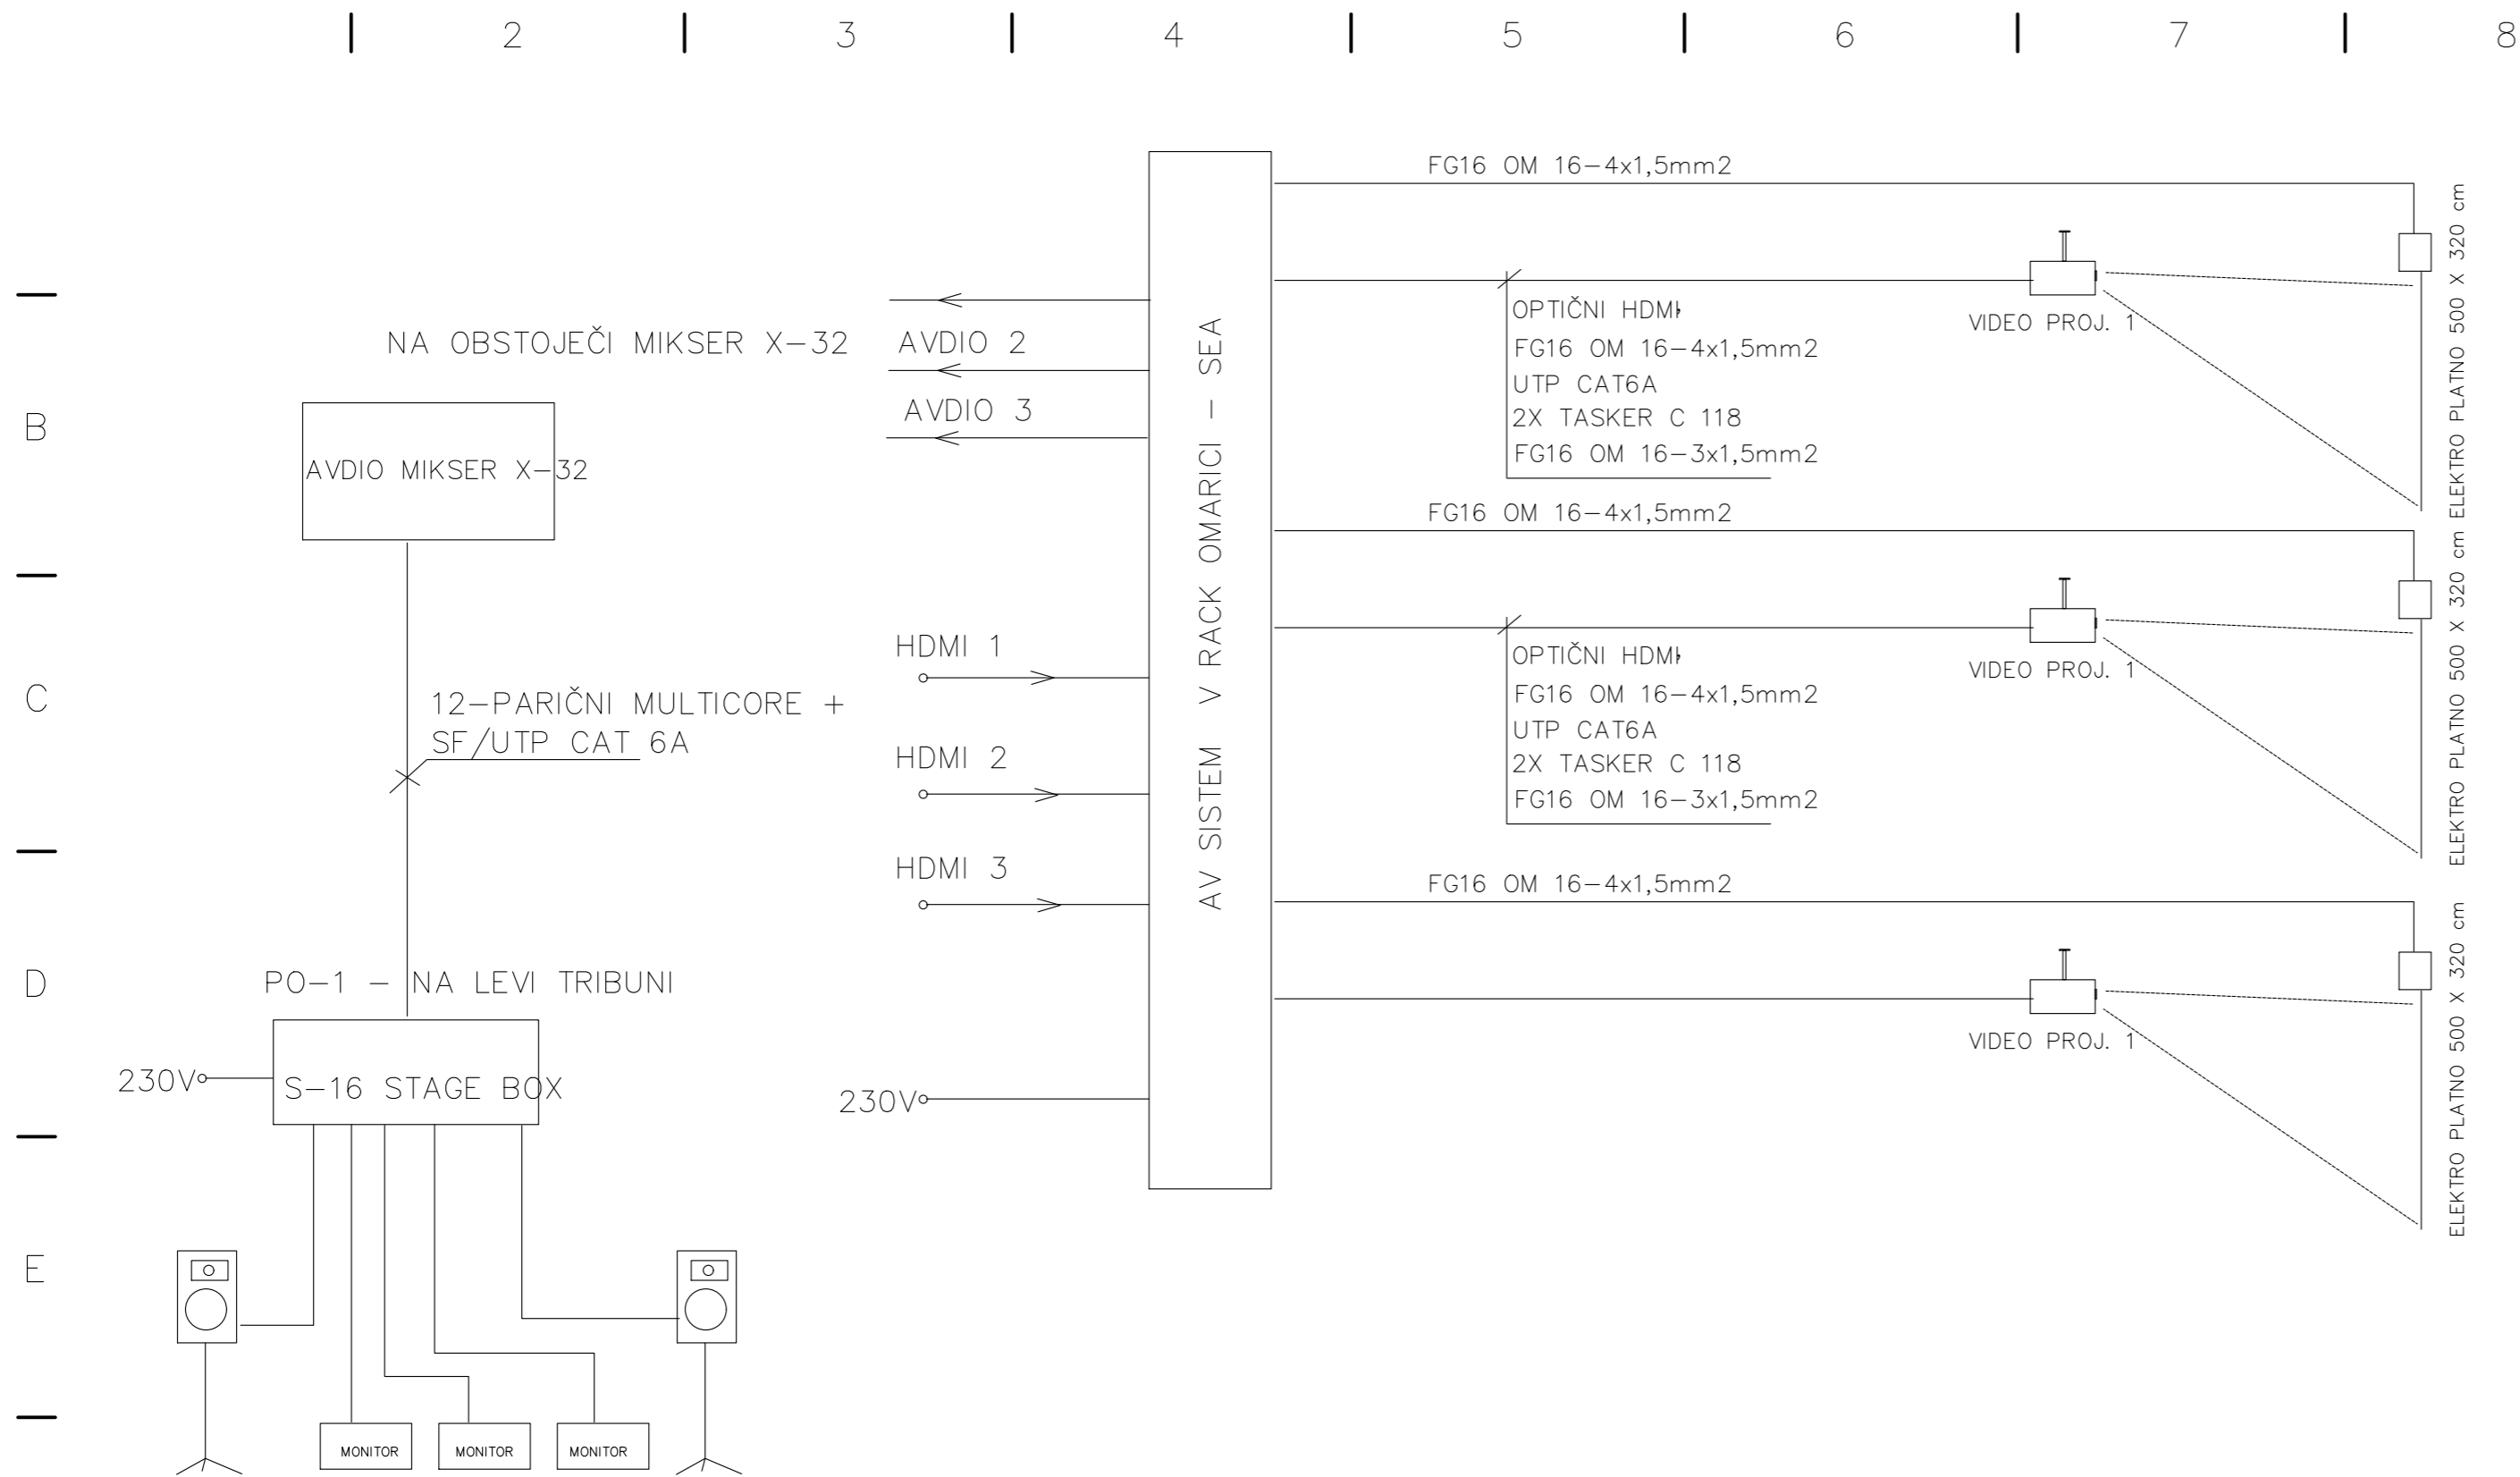 2 3 4 5 6 7 8
B
C
D
E
NA OBSTOJEČI MIKSER X-32
AVDIO 2
AVDIO 3
AVDIO MIKSER X-32
12-PARIČNI MULTICORE +
SF/UTP CAT 6A
PO-1 - NA LEVI TRIBUNI
230V
S-16 STAGE BOX
MONITOR
MONITOR
MONITOR
HDMI 1
HDMI 2
HDMI 3
230V
AV SISTEM V RACK OMARICI - SEA
FG16 OM 16-4x1,5mm2
OPTIČNI HDMI
FG16 OM 16-4x1,5mm2
UTP CAT6A
2X TASKER C 118
FG16 OM 16-3x1,5mm2
VIDEO PROJ. 1
ELEKTRO PLATNO 500 X 320 cm
FG16 OM 16-4x1,5mm2
OPTIČNI HDMI
FG16 OM 16-4x1,5mm2
UTP CAT6A
2X TASKER C 118
FG16 OM 16-3x1,5mm2
VIDEO PROJ. 1
ELEKTRO PLATNO 500 X 320 cm
FG16 OM 16-4x1,5mm2
VIDEO PROJ. 1
ELEKTRO PLATNO 500 X 320 cm